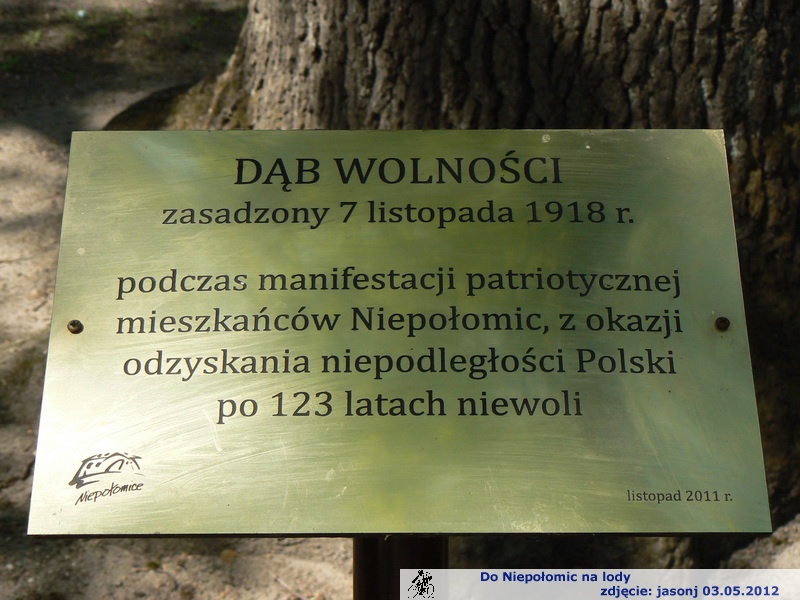 DĄB WOLNOŚCI
zasadzony 7 listopada 1918 r.
podczas manifestacji patriotycznej
mieszkańców Niepołomic, z okazji
odzyskania niepodległości Polski
po 123 latach niewoli
Niepołomice
listopad 2011 r.
Do Niepołomic na lody
zdjęcie: jasonj 03.05.2012